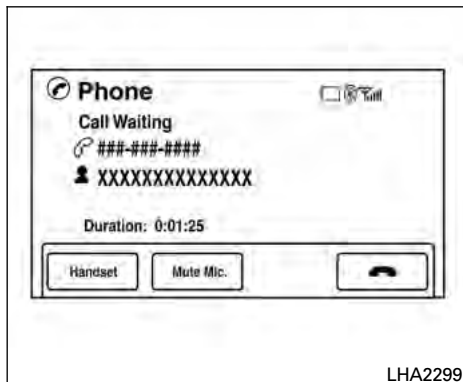 Phone
Call Waiting
###-###-####
XXXXXXXXXXXXXX
Duration: 0:01:25
Handset Mute Mic.
LHA2299